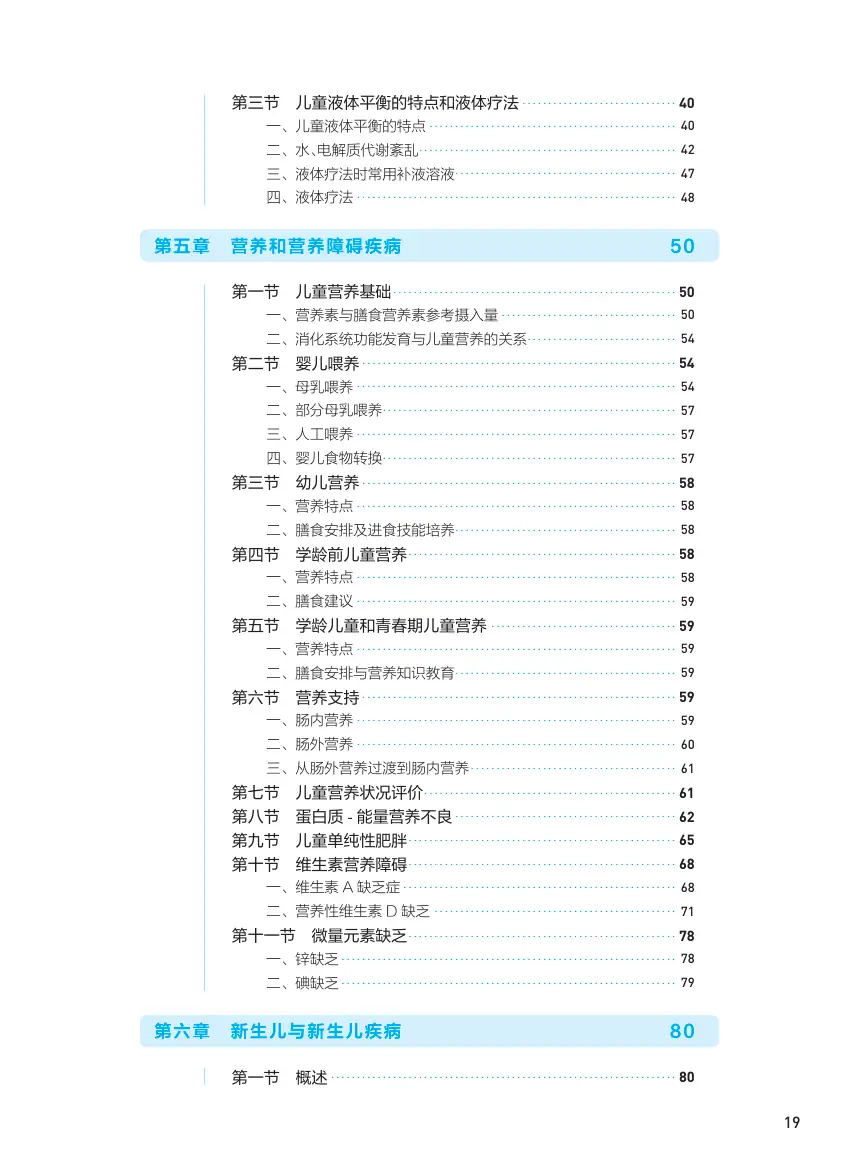 第三节 儿童液体平衡的特点和液体疗法 40
一、儿童液体平衡的特点 40
二、水、电解质代谢紊乱 42
三、液体疗法时常用补液溶液 47
四、液体疗法 48
第五章 营养和营养障碍疾病 50
第一节 儿童营养基础 50
一、营养素与膳食营养素参考摄入量 50
二、消化系统功能发育与儿童营养的关系 54
第二节 婴儿喂养 54
一、母乳喂养 54
二、部分母乳喂养 57
三、人工喂养 57
四、婴儿食物转换 57
第三节 幼儿营养 58
一、营养特点 58
二、膳食安排及进食技能培养 58
第四节 学龄前儿童营养 58
一、营养特点 58
二、膳食建议 59
第五节 学龄儿童和青春期儿童营养 59
一、营养特点 59
二、膳食安排与营养知识教育 59
第六节 营养支持 59
一、肠内营养 59
二、肠外营养 60
三、从肠外营养过渡到肠内营养 61
第七节 儿童营养状况评价 61
第八节 蛋白质 - 能量营养不良 62
第九节 儿童单纯性肥胖 65
第十节 维生素营养障碍 68
一、维生素 A 缺乏症 68
二、营养性维生素 D 缺乏 71
第十一节 微量元素缺乏 78
一、锌缺乏 78
二、碘缺乏 79
第六章 新生儿与新生儿疾病 80
第一节 概述 80
19